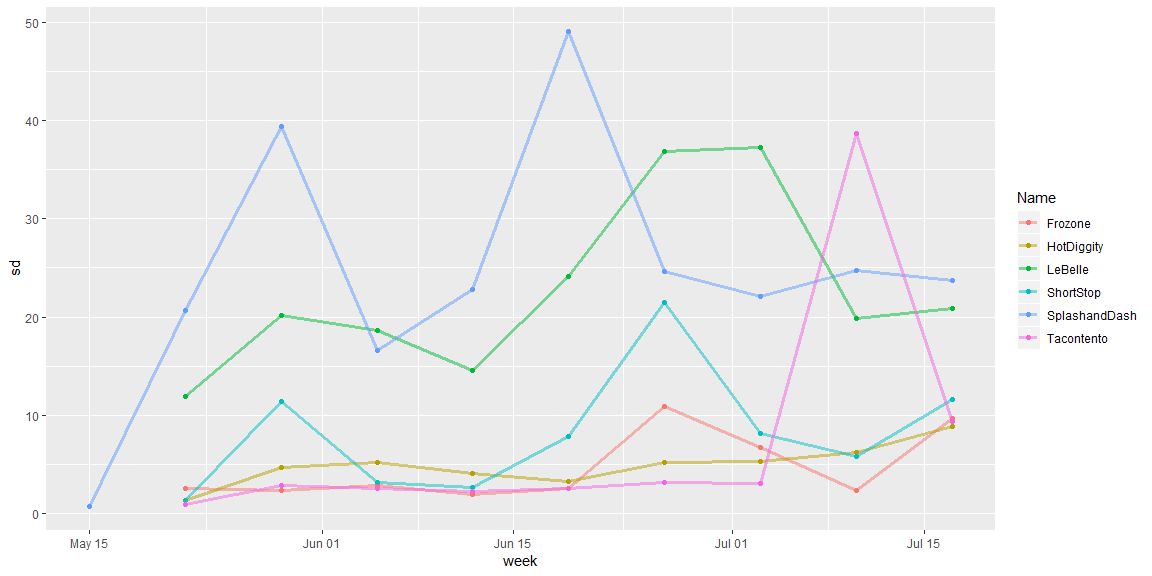 50
40
30
20
10
0
sd
May 15
Jun 01
Jun 15
Jul 01
Jul 15
week
Name
Frozone
HotDiggity
LeBelle
ShortStop
SplashandDash
Tacontento